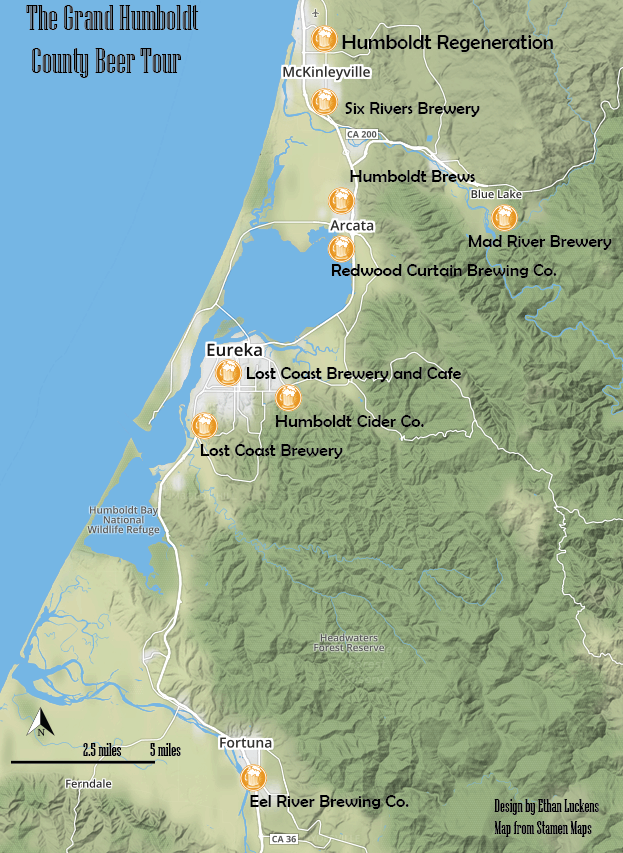 The Grand Humboldt
County Beer Tour
Humboldt Regeneration
McKinleyville
Six Rivers Brewery
CA 200
Humboldt Brews
Blue Lake
Arcata
Mad River Brewery
Redwood Curtain Brewing Co.
Eureka
Lost Coast Brewery and Cafe
Humboldt Cider Co.
Lost Coast Brewery
Humboldt Bay
National
Wildlife Refuge
Headwaters
Forest Reserve
N
2.5 miles 5 miles
Fortuna
Ferndale
Eel River Brewing Co.
Design by Ethan Luckens
Map from Stamen Maps
CA 36